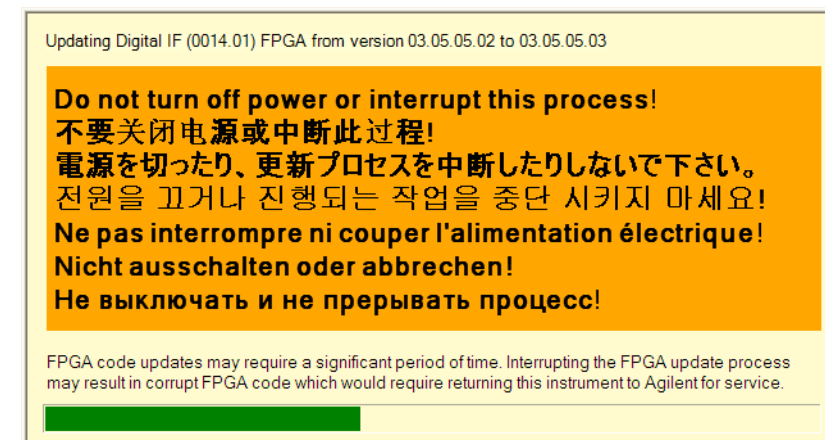 Updating Digital IF (0014.01) FPGA from version 03.05.05.02 to 03.05.05.03
Do not turn off power or interrupt this process!
不要关闭电源或中断此过程!
電源を切ったり、更新プロセスを中断したりしないで下さい。
전원을 끄거나 진행되는 작업을 중단 시키지 마세요!
Ne pas interrompre ni couper l'alimentation électrique!
Nicht ausschalten oder abbrechen!
Не выключать и не прерывать процесс!
FPGA code updates may require a significant period of time. Interrupting the FPGA update process
may result in corrupt FPGA code which would require returning this instrument to Agilent for service.